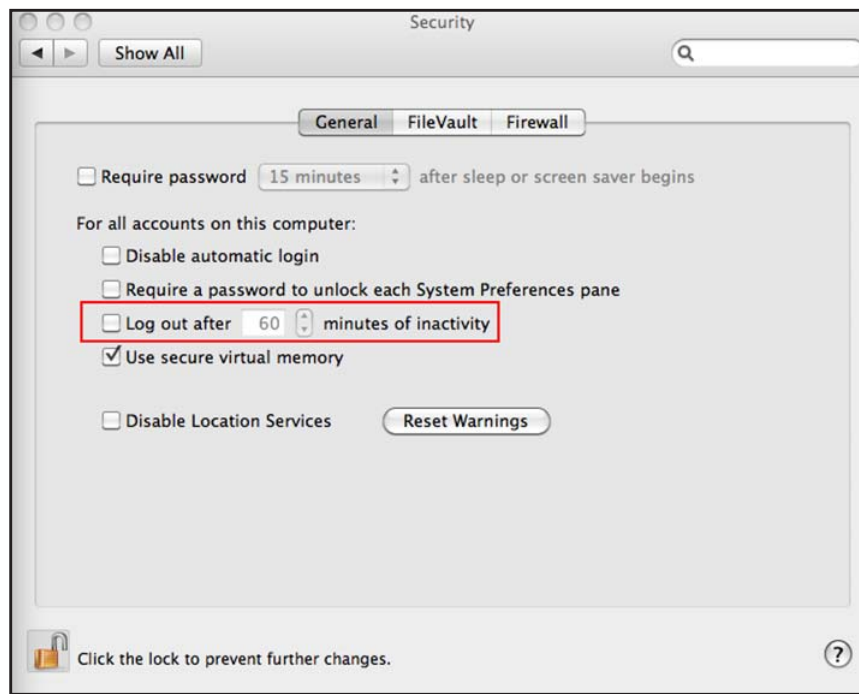 Security
Show All
General FileVault Firewall
Require password 15 minutes after sleep or screen saver begins
For all accounts on this computer:
Disable automatic login
Require a password to unlock each System Preferences pane
Log out after 60 minutes of inactivity
Use secure virtual memory
Disable Location Services Reset Warnings
Click the lock to prevent further changes. ?